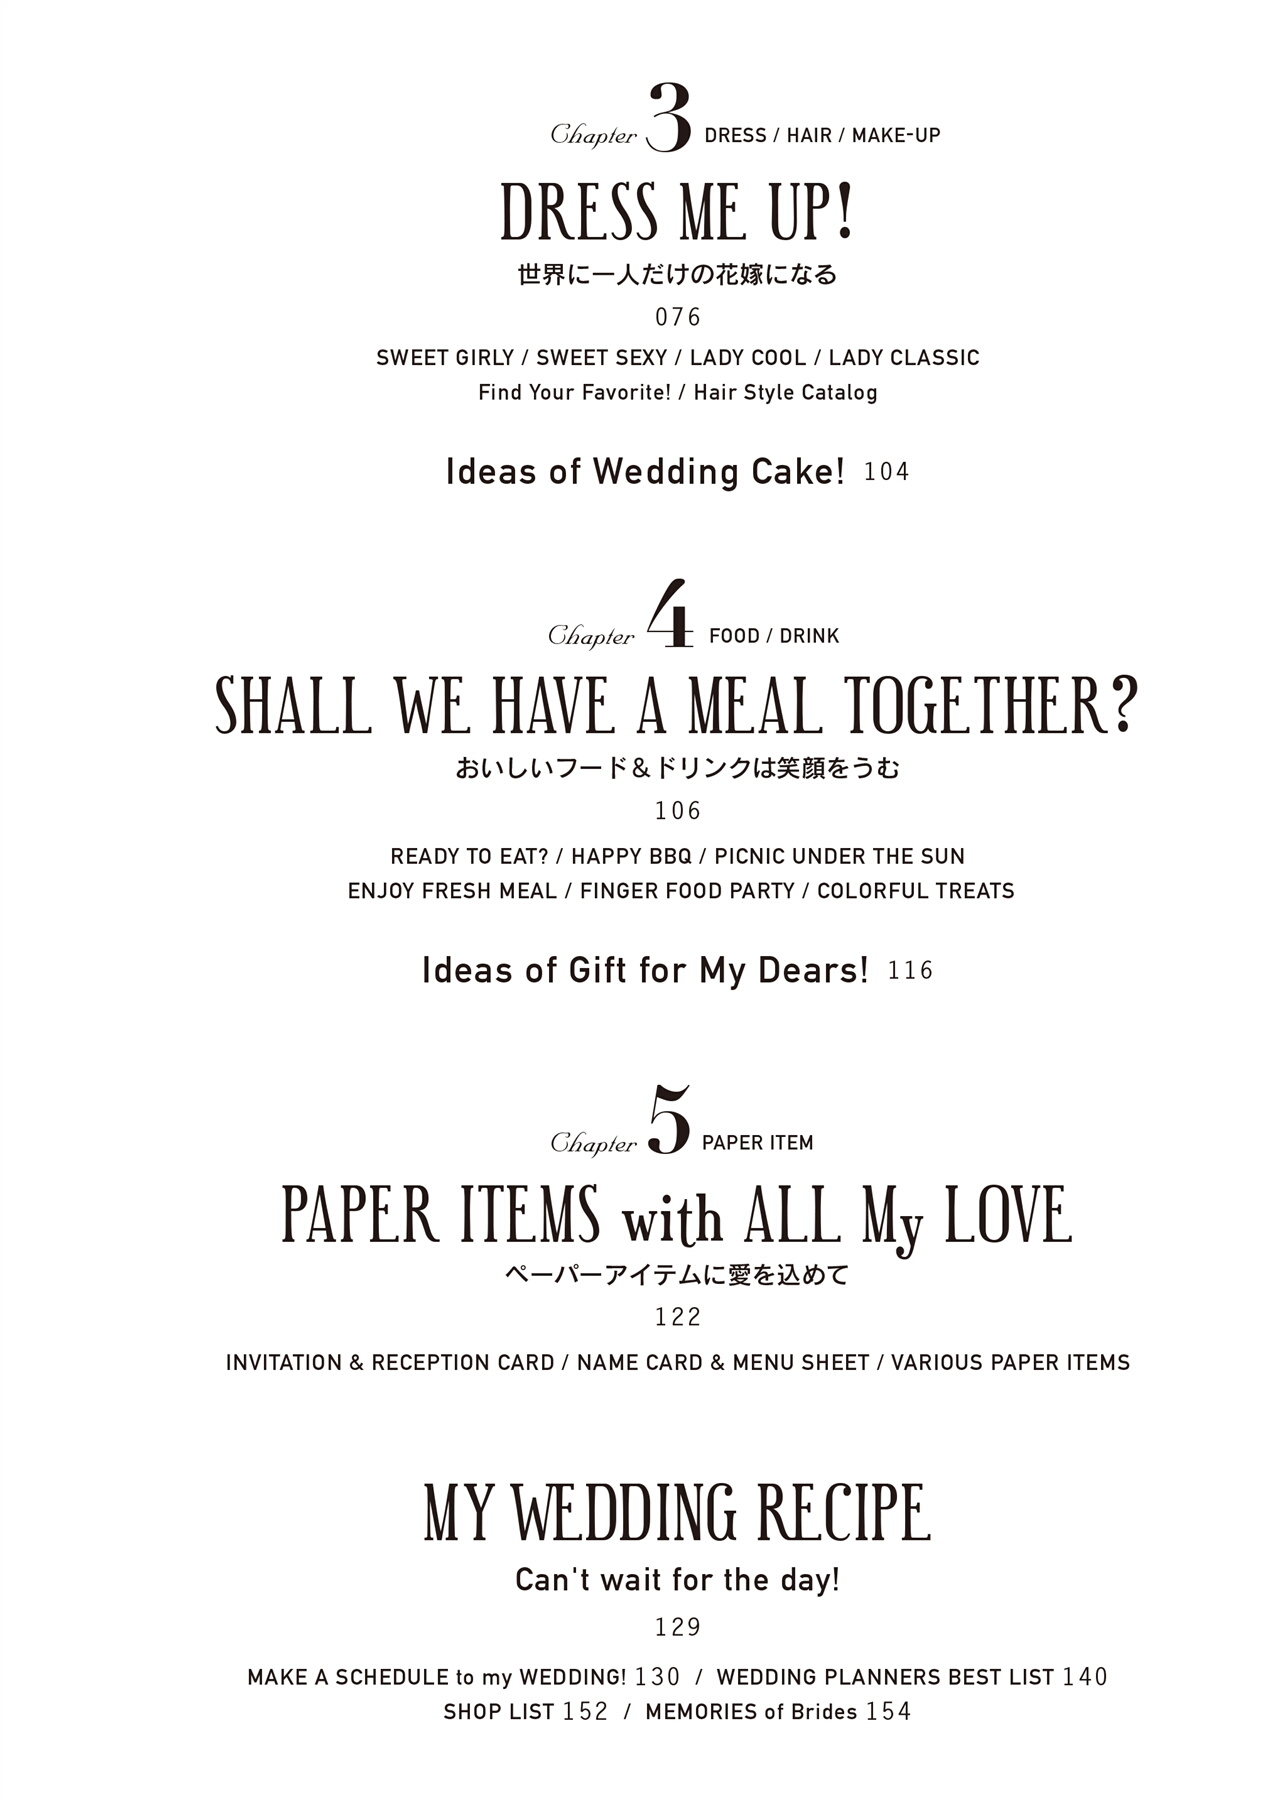 Chapter 3 DRESS / HAIR / MAKE-UP
DRESS ME UP!
世界に一人だけの花嫁になる
076
SWEET GIRLY / SWEET SEXY / LADY COOL / LADY CLASSIC
Find Your Favorite! / Hair Style Catalog
Ideas of Wedding Cake! 104
Chapter 4 FOOD / DRINK
SHALL WE HAVE A MEAL TOGETHER?
おいしいフード＆ドリンクは笑顔をうむ
106
READY TO EAT? / HAPPY BBQ / PICNIC UNDER THE SUN
ENJOY FRESH MEAL / FINGER FOOD PARTY / COLORFUL TREATS
Ideas of Gift for My Dears! 116
Chapter 5 PAPER ITEM
PAPER ITEMS with ALL My LOVE
ペーパーアイテムに愛を込めて
122
INVITATION & RECEPTION CARD / NAME CARD & MENU SHEET / VARIOUS PAPER ITEMS
MY WEDDING RECIPE
Can't wait for the day!
129
MAKE A SCHEDULE to my WEDDING! 130 / WEDDING PLANNERS BEST LIST 140
SHOP LIST 152 / MEMORIES of Brides 154